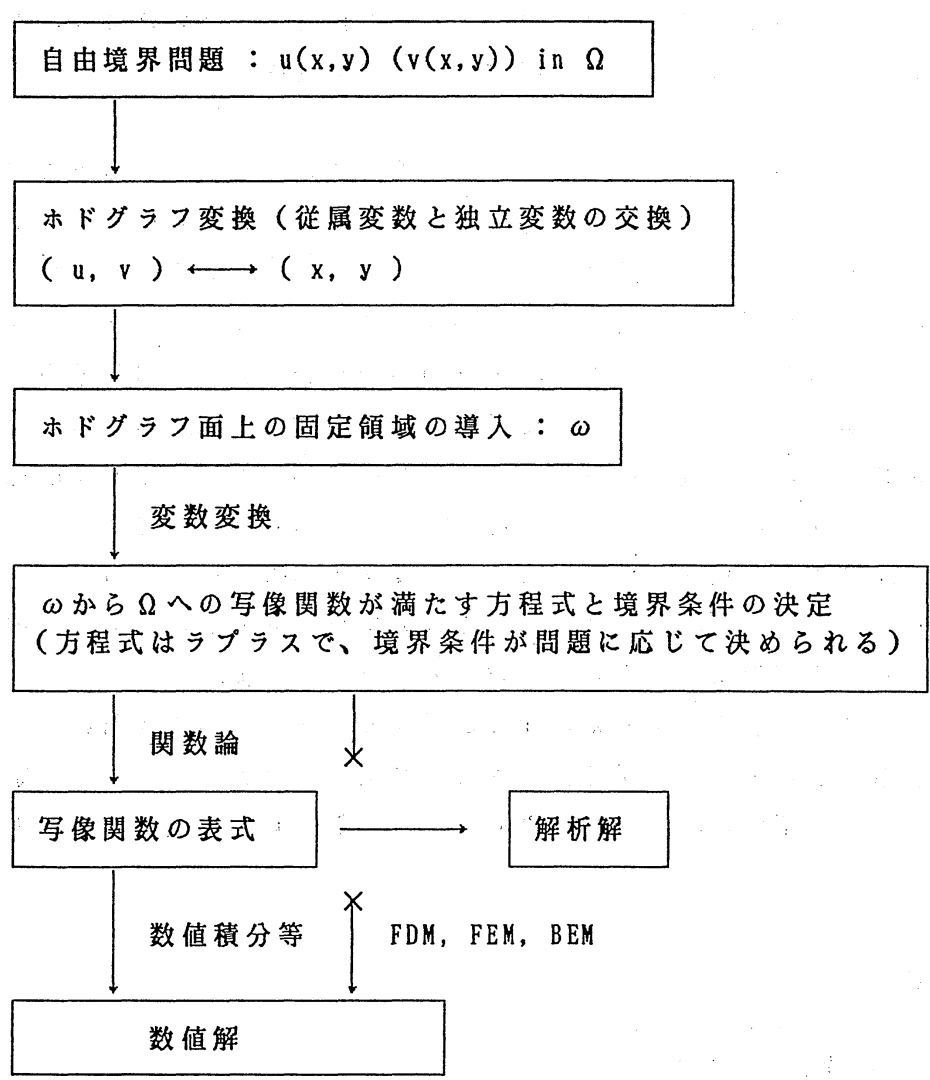 自由境界問題 : u(x,y) (v(x,y)) in Ω
ホドグラフ変換(従属変数と独立変数の交換)
( u, v ) ⟷ ( x, y )
ホドグラフ面上の固定領域の導入 : ω
変数変換
ωからΩへの写像関数が満たす方程式と境界条件の決定
(方程式はラプラスで、境界条件が問題に応じて決められる)
関数論
写像関数の表式
解析解
数値積分等
FDM, FEM, BEM
数値解